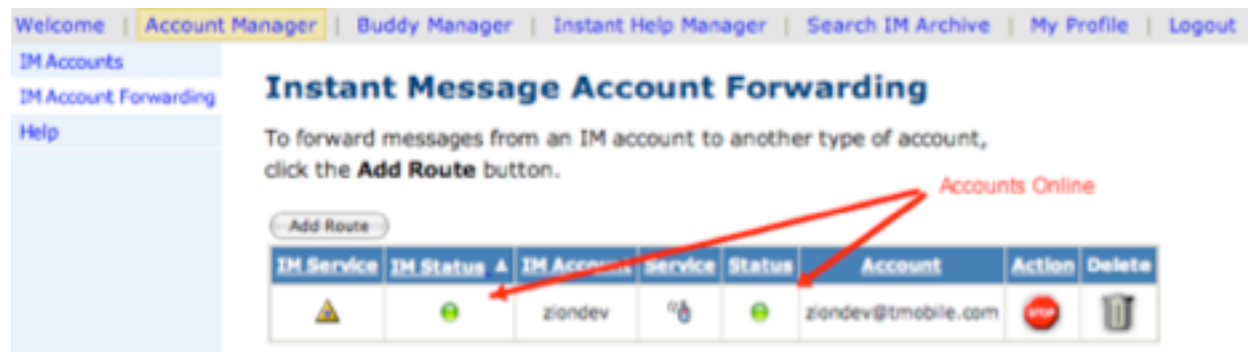 Welcome | Account Manager | Buddy Manager | Instant Help Manager | Search IM Archive | My Profile | Logout
IM Accounts
IM Account Forwarding
Help
Instant Message Account Forwarding
To forward messages from an IM account to another type of account,
click the Add Route button.
Accounts Online
Add Route
IM Service IM Status IM Account Service Status Account Action Delete
ziondev ziondev@tmobile.com STOP